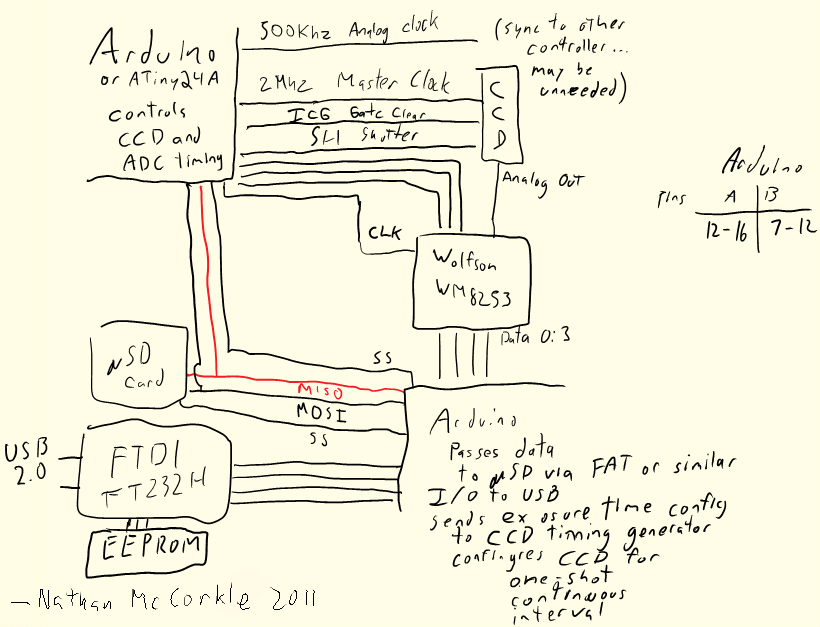 Arduino
or ATiny24A
controls
CCD and
ADC timing
500Khz Analog clock
(sync to other
controller...
may be
unneeded)
2Mhz Master Clock
ICG Gate Clear
SH Shutter
CCD
Analog Out
CLK
Wolfson
WM8253
Data 0:3
Arduino
Pins A B
12-16 7-12
μSD
Card
SS
MISO
MOSI
SS
USB
2.0
FTDI
FT232H
EEPROM
Arduino
Passes data
to μSD via FAT or similar
I/O to USB
sends exosure time config
to CCD timing generator
configyres CCD for
one-shot
continuous
interval
- Nathan McCorkle 2011